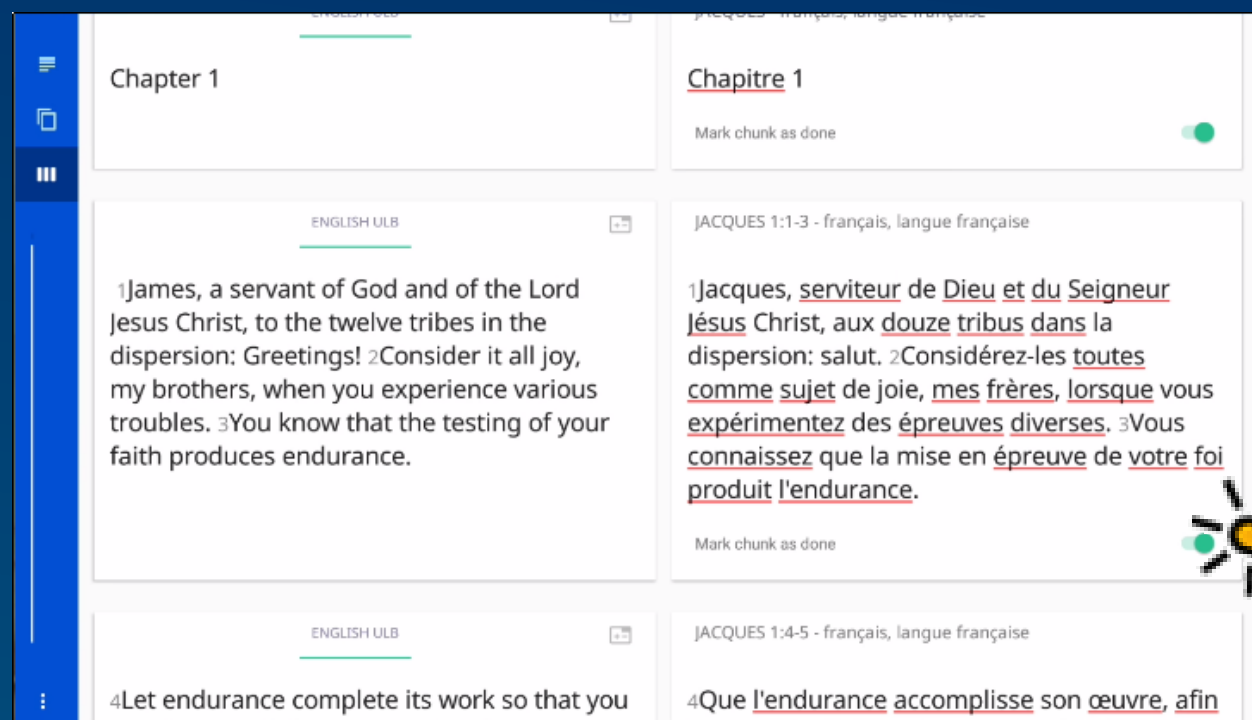 ENGLISH ULB
JACQUES - français, langue française
Chapter 1
Chapitre 1
Mark chunk as done
ENGLISH ULB
JACQUES 1:1-3 - français, langue française
1James, a servant of God and of the Lord
Jesus Christ, to the twelve tribes in the
dispersion: Greetings! 2Consider it all joy,
my brothers, when you experience various
troubles. 3You know that the testing of your
faith produces endurance.
1Jacques, serviteur de Dieu et du Seigneur
Jésus Christ, aux douze tribus dans la
dispersion: salut. 2Considérez-les toutes
comme sujet de joie, mes frères, lorsque vous
expérimentez des épreuves diverses. 3Vous
connaissez que la mise en épreuve de votre foi
produit l'endurance.
Mark chunk as done
ENGLISH ULB
JACQUES 1:4-5 - français, langue française
4Let endurance complete its work so that you
4Que l'endurance accomplisse son œuvre, afin